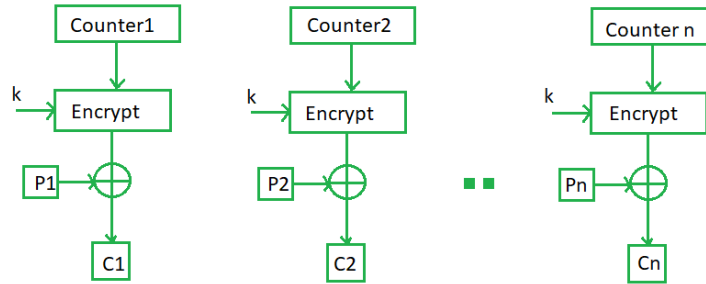 Counter1 Counter2 Counter n
k Encrypt k Encrypt k Encrypt
P1 P2 Pn
C1 C2 Cn